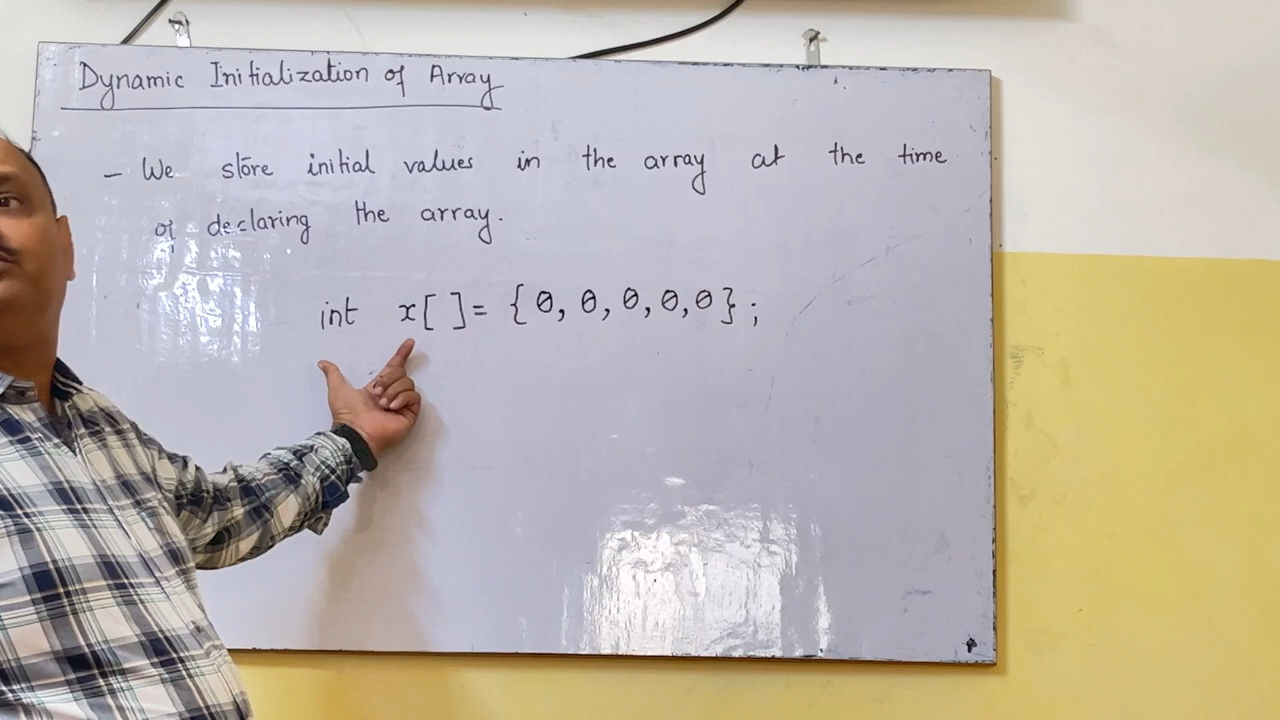 Dynamic Initialization of Array
- We store initial values in the array at the time
of declaring the array.
int x[ ] = {0, 0, 0, 0, 0};